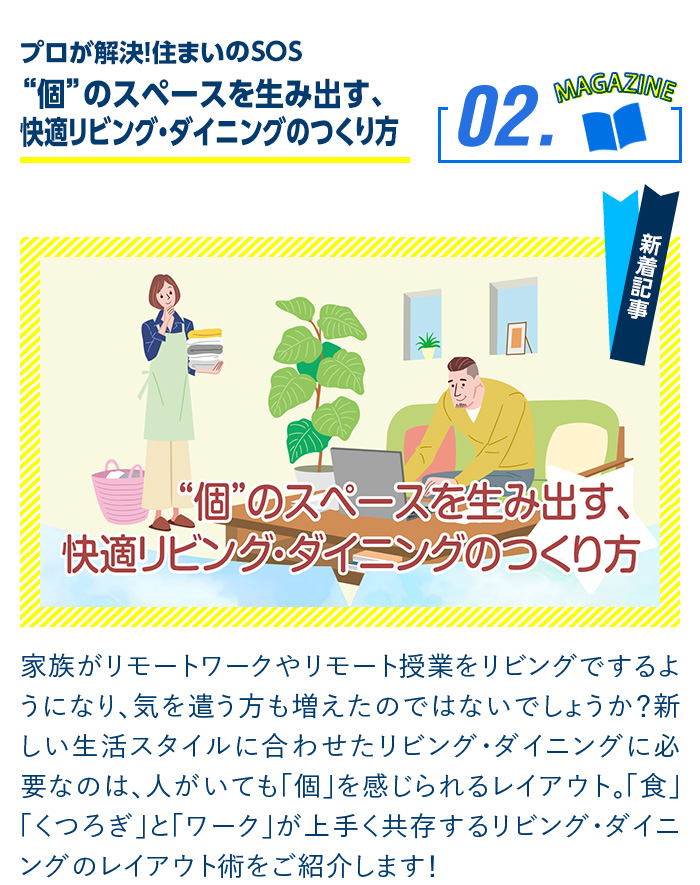 プロが解決!住まいのSOS
“個”のスペースを生み出す、
快適リビング・ダイニングのつくり方
02.
MAGAZINE
新着記事
“個”のスペースを生み出す、
快適リビング・ダイニングのつくり方
家族がリモートワークやリモート授業をリビングでするよ
うになり、気を遣う方も増えたのではないでしょうか？新
しい生活スタイルに合わせたリビング・ダイニングに必
要なのは、人がいても「個」を感じられるレイアウト。「食」
「くつろぎ」と「ワーク」が上手く共存するリビング・ダイニ
ングのレイアウト術をご紹介します！